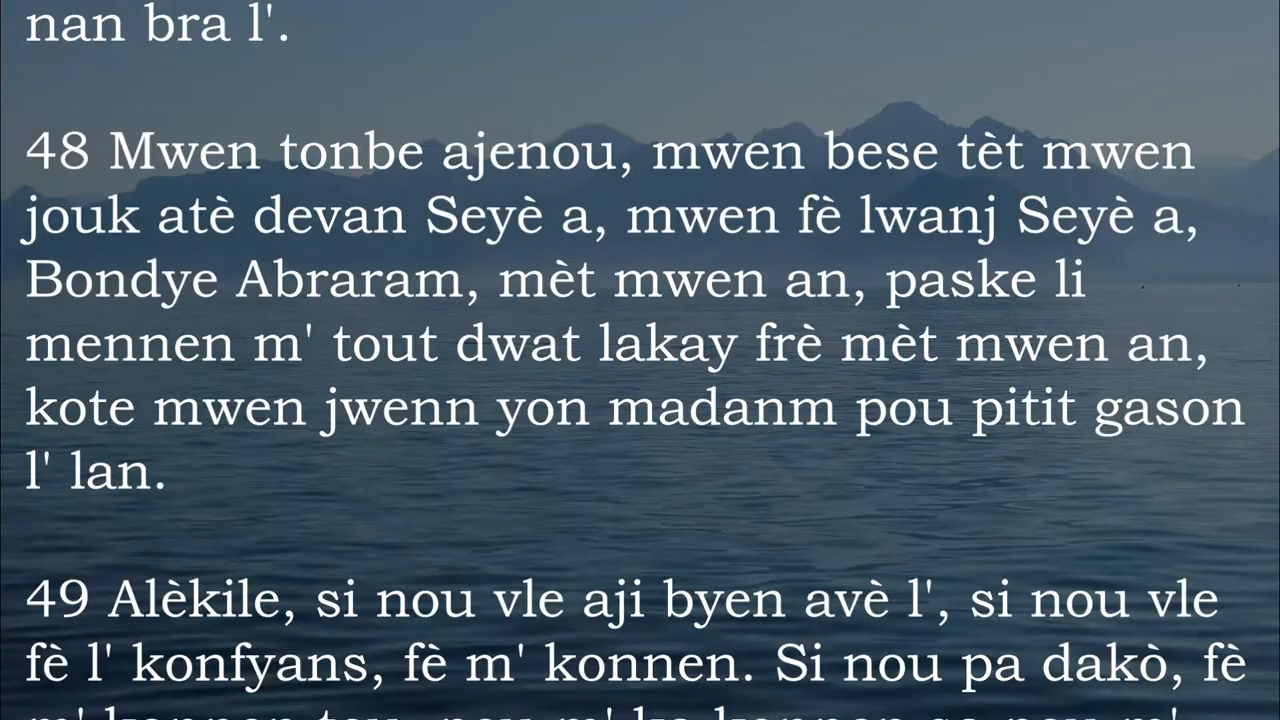 nan bra l'.
48 Mwen tonbe ajenou, mwen bese tèt mwen
jouk atè devan Seyè a, mwen fè lwanj Seyè a,
Bondye Abraram, mèt mwen an, paske li
mennen m' tout dwat lakay frè mèt mwen an,
kote mwen jwenn yon madanm pou pitit gason
l' lan.
49 Alèkile, si nou vle aji byen avè l', si nou vle
fè l' konfyans, fè m' konnen. Si nou pa dakò, fè